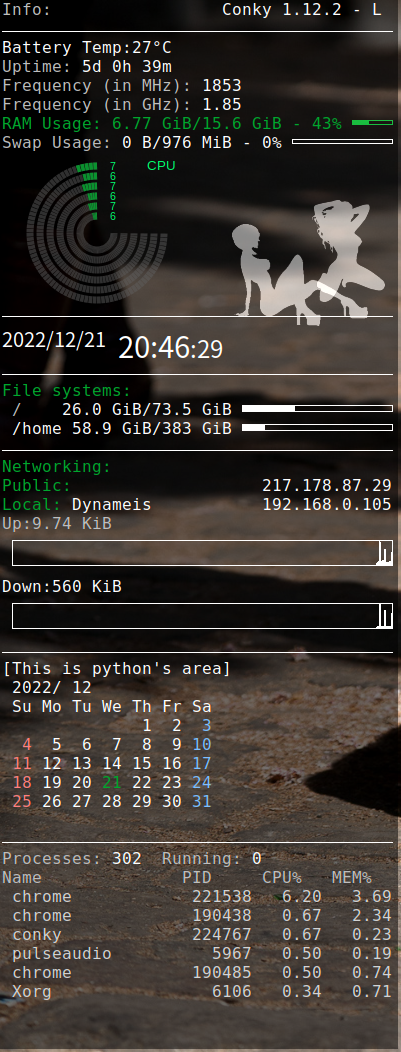 Info: Conky 1.12.2 - L
Battery Temp:27°C
Uptime: 5d 0h 39m
Frequency (in MHz): 1853
Frequency (in GHz): 1.85
RAM Usage: 6.77 GiB/15.6 GiB - 43%
Swap Usage: 0 B/976 MiB - 0%
7 CPU
6
7
6
7
6
2022/12/21 20:46:29
File systems:
/ 26.0 GiB/73.5 GiB
/home 58.9 GiB/383 GiB
Networking:
Public: 217.178.87.29
Local: Dynameis 192.168.0.105
Up:9.74 KiB
Down:560 KiB
[This is python's area]
2022/ 12
Su Mo Tu We Th Fr Sa
1 2 3
4 5 6 7 8 9 10
11 12 13 14 15 16 17
18 19 20 21 22 23 24
25 26 27 28 29 30 31
Processes: 302 Running: 0
Name PID CPU% MEM%
chrome 221538 6.20 3.69
chrome 190438 0.67 2.34
conky 224767 0.67 0.23
pulseaudio 5967 0.50 0.19
chrome 190485 0.50 0.74
Xorg 6106 0.34 0.71